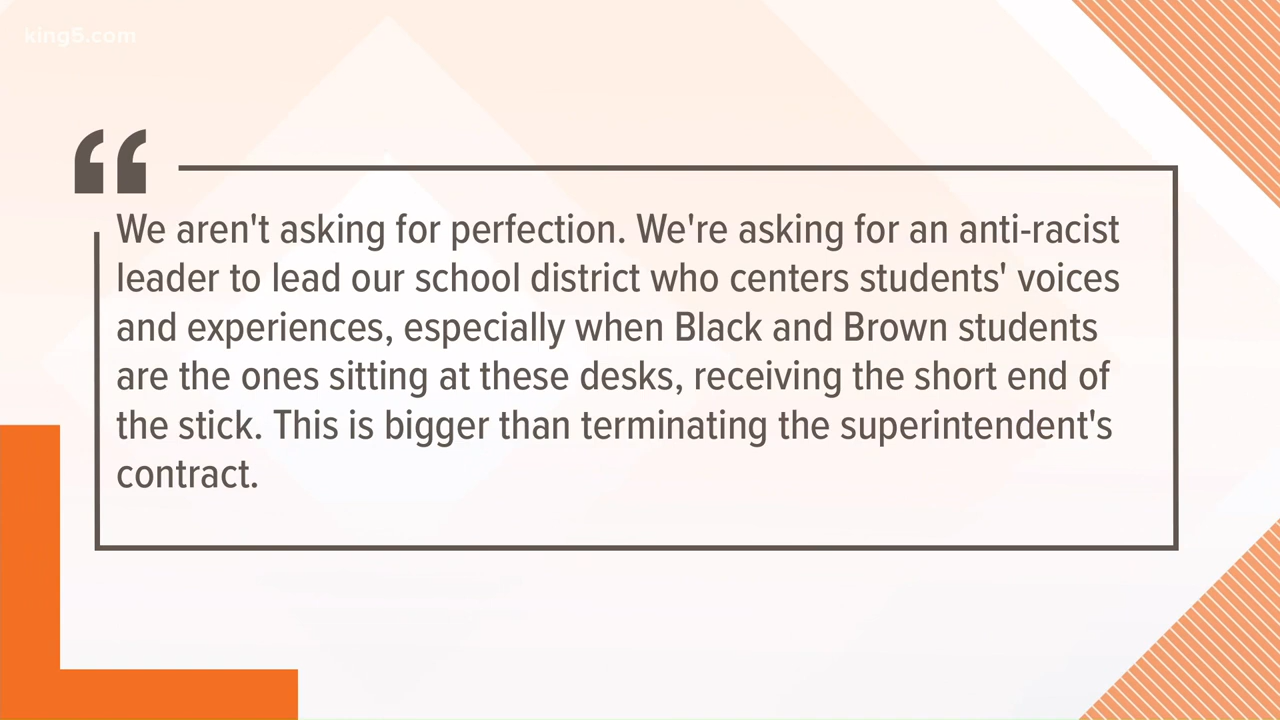 king5.com
“
We aren't asking for perfection. We're asking for an anti-racist
leader to lead our school district who centers students' voices
and experiences, especially when Black and Brown students
are the ones sitting at these desks, receiving the short end of
the stick. This is bigger than terminating the superintendent's
contract.